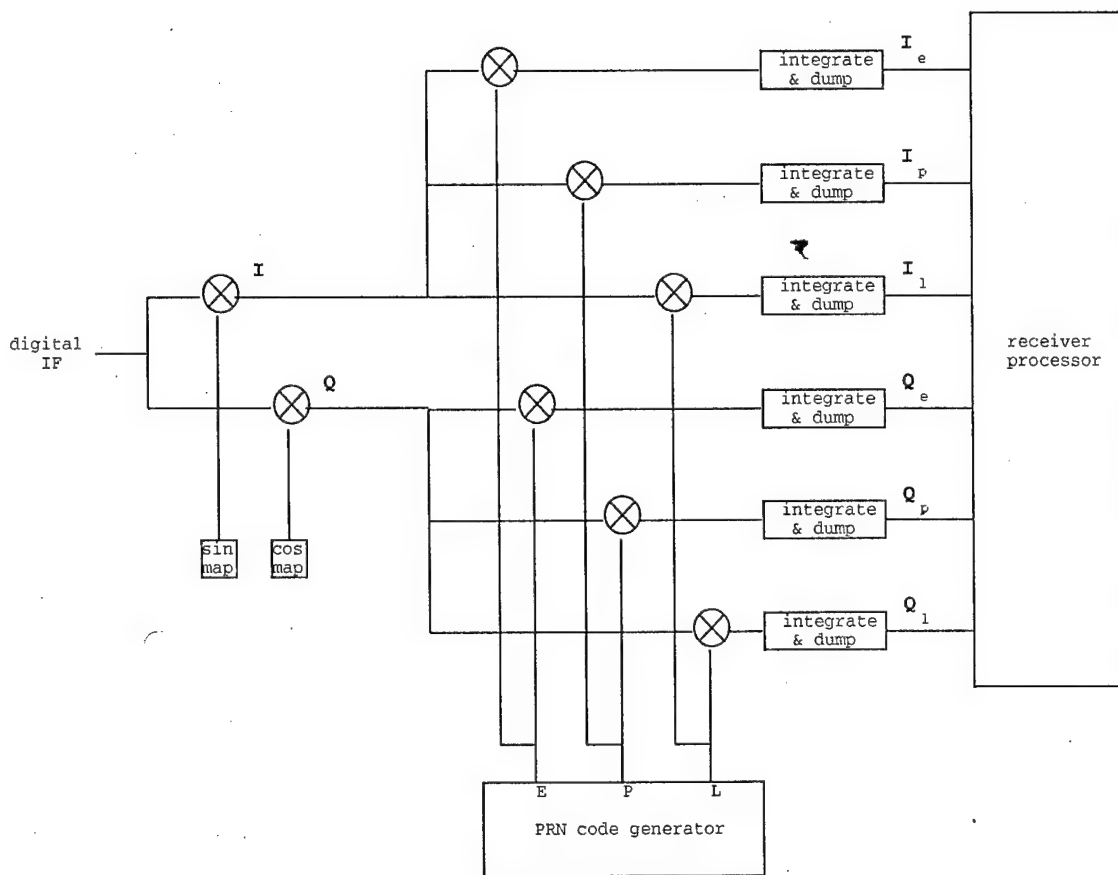 integrate
& dump
I e
integrate
& dump
I p
integrate
& dump
I l
I
digital
IF
receiver
processor
Q
integrate
& dump
Q e
integrate
& dump
Q p
sin
map
cos
map
integrate
& dump
Q l
E P L
PRN code generator